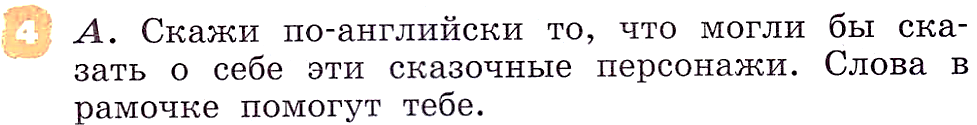 4 А. Скажи по-английски то, что могли бы ска-
зать о себе эти сказочные персонажи. Слова в
рамочке помогут тебе.